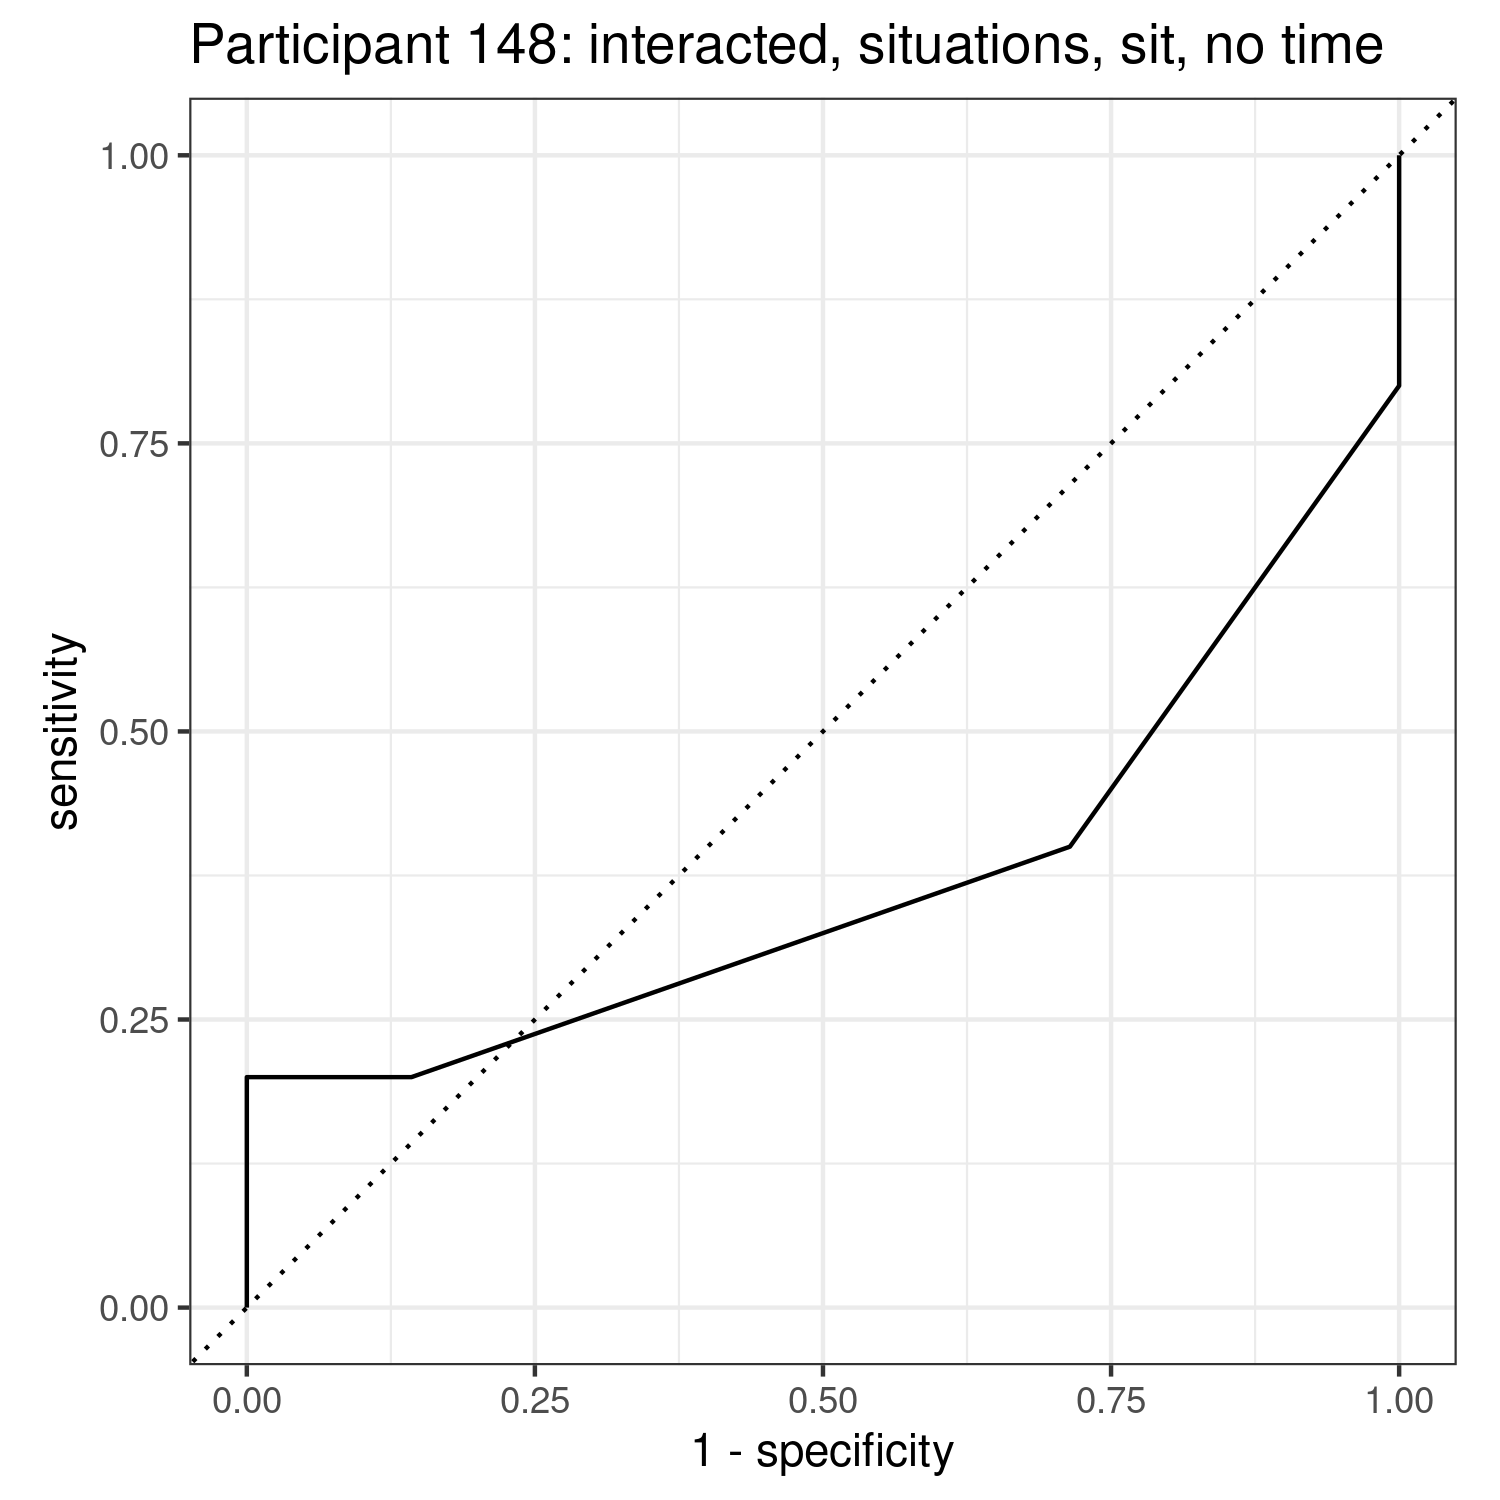 Participant 148: interacted, situations, sit, no time
1.00
0.75
0.50
0.25
0.00
sensitivity
0.00 0.25 0.50 0.75 1.00
1 - specificity